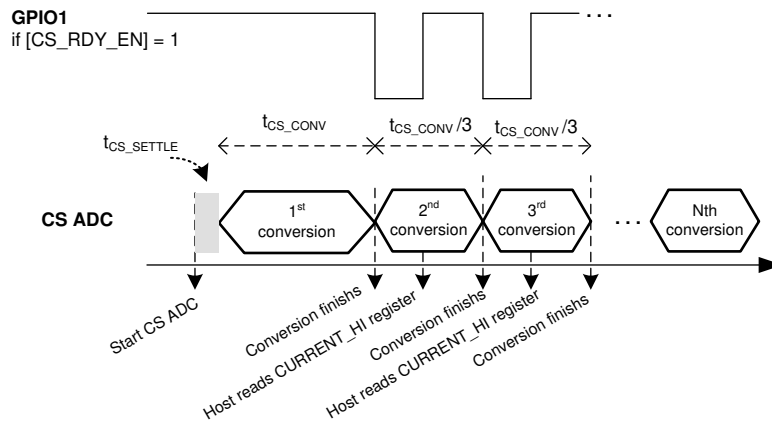 GPIO1
if [CS_RDY_EN] = 1
. . .
tCS_CONV
tCS_CONV /3
tCS_CONV /3
tCS_SETTLE
CS ADC
1st
conversion
2nd
conversion
3rd
conversion
. . .
Nth
conversion
Start CS ADC
Conversion finishs
Host reads CURRENT_HI register
Conversion finishs
Host reads CURRENT_HI register
Conversion finishs